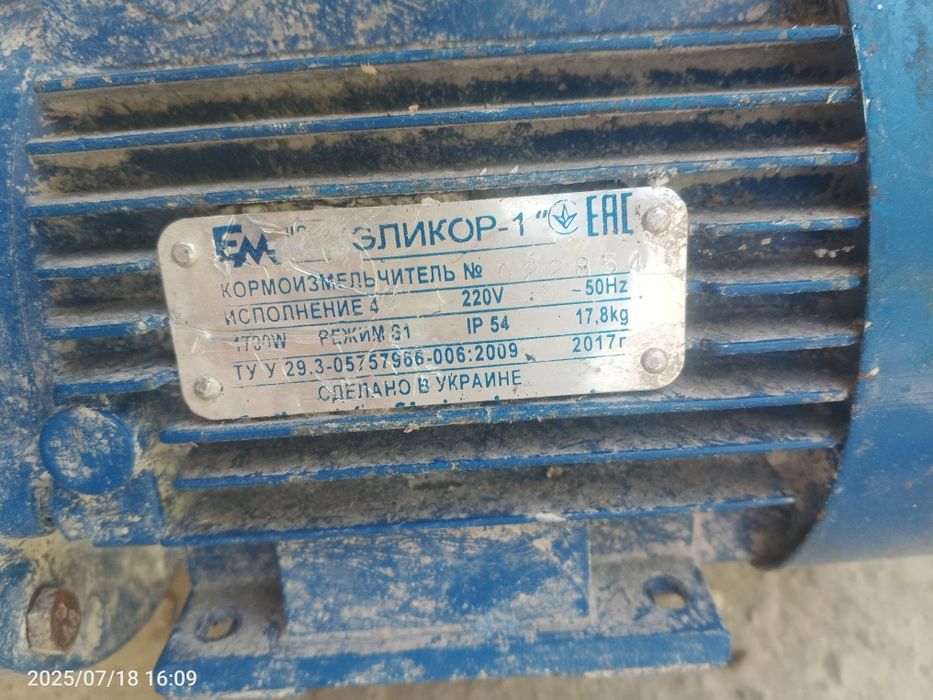 ЭЛИКОР-1" ЕАС
КОРМОИЗМЕЛЬЧИТЕЛЬ № 022854
ИСПОЛНЕНИЕ 4 220V ~50Hz
1700W РЕЖИМ S1 IP 54 17,8kg
ТУ У 29.3-05757966-006:2009 2017г
СДЕЛАНО В УКРАИНЕ
2025/07/18 16:09